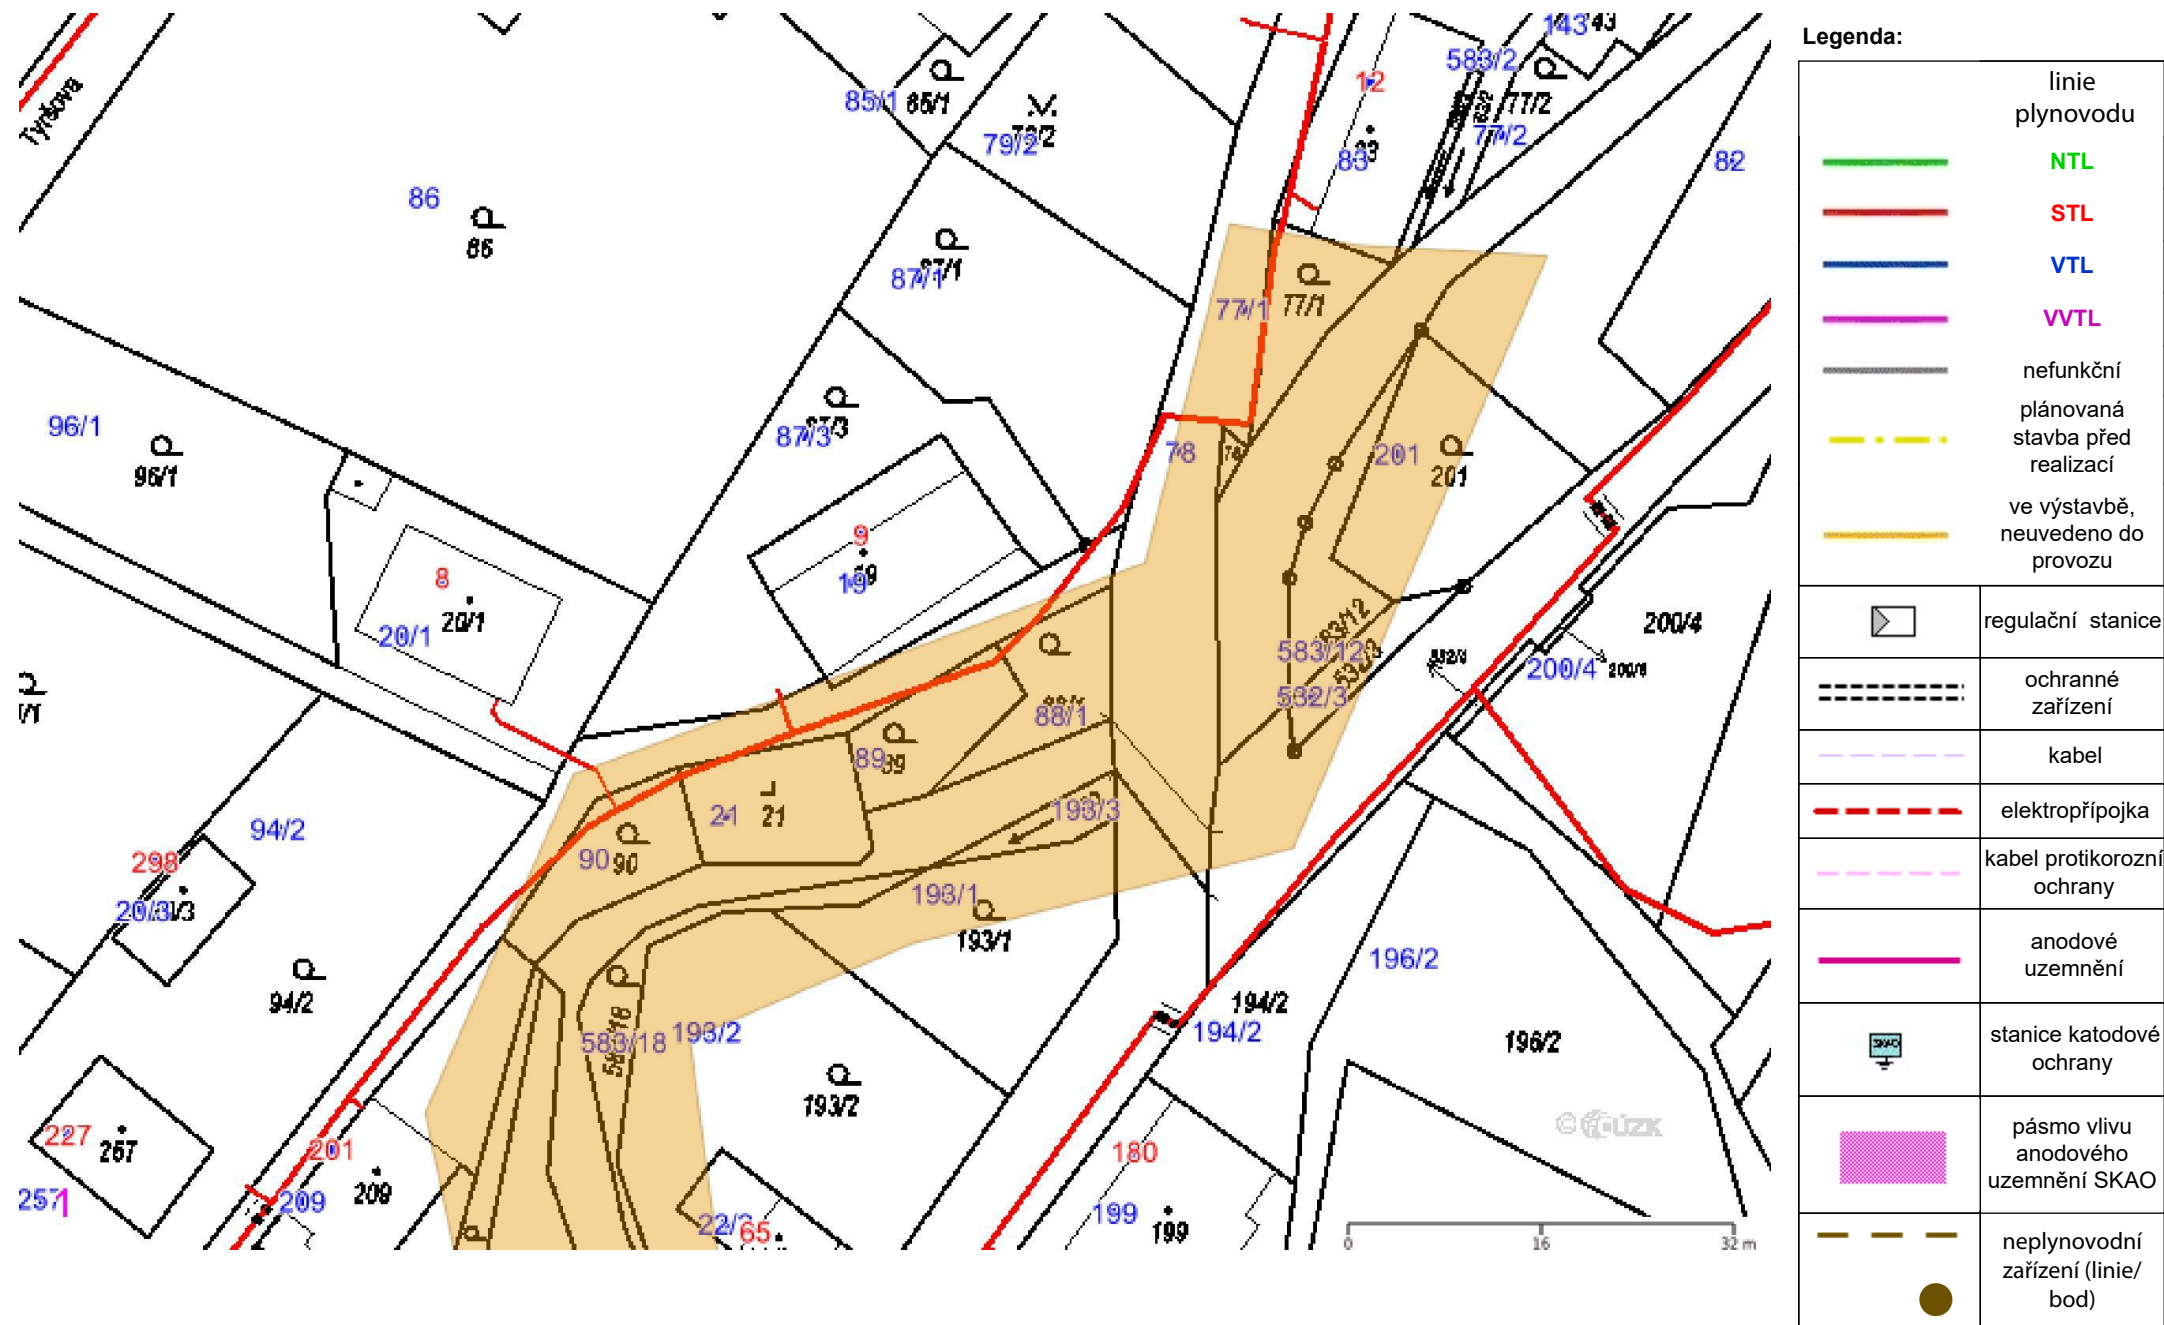 Tyršova
86
86
85/1
85/1
79/2
87/1
87/3
96/1
96/1
8
20/1
20/1
9
19
12
83
583/2
143
77/2
77/2
82
77/1
77/1
78
201
201
583/12
532/3
532/3
200/4
200/4
88/1
89
89
21
21
90
90
193/3
193/1
193/1
193/2
193/2
583/18
94/2
94/2
298
20/3
227
257
257
1
201
209
209
22/
65
180
199
199
194/2
194/2
196/2
196/2
© ČÚZK
0
16
32 m
Legenda:
linie
plynovodu
NTL
STL
VTL
VVTL
nefunkční
plánovaná
stavba před
realizací
ve výstavbě,
neuvedeno do
provozu
regulační stanice
ochranné
zařízení
kabel
elektropřípojka
kabel protikorozní
ochrany
anodové
uzemnění
SKAO
stanice katodové
ochrany
pásmo vlivu
anodového
uzemnění SKAO
neplynovodní
zařízení (linie/
bod)